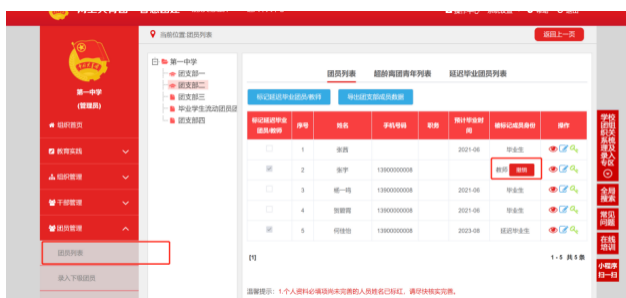 当前位置:团员列表
返回上一页
第一中学
(管理员)
组织首页
教育实践
组织管理
干部管理
团员管理
团员列表
录入下级团员
第一中学
团支部一
团支部二
团支部三
毕业学生流动团员团
团支部四
团员列表 超龄离团青年列表 延迟毕业团员列表
标记延迟毕业团员/教师 导出团支部成员数据
标记延迟毕业团员/教师 序号 姓名 手机号码 职务 预计毕业时间 被标记成员身份 操作
1 2021-06 毕业生
2 张宇 13900000008 教师 撤销
3 杨一鸣 13900000008 2021-06 毕业生
4 贺碧霄 13900000008 2021-06 毕业生
5 何佳怡 13900000008 2023-08 延迟毕业生
[1] 1 - 5 共 5 条
温馨提示：1.个人资料必填项尚未完善的人员姓名已标红，请尽快核实完善。
学校团组织关系管理及录入专区
全局搜索
常见问题
在线培训
小程序扫一扫